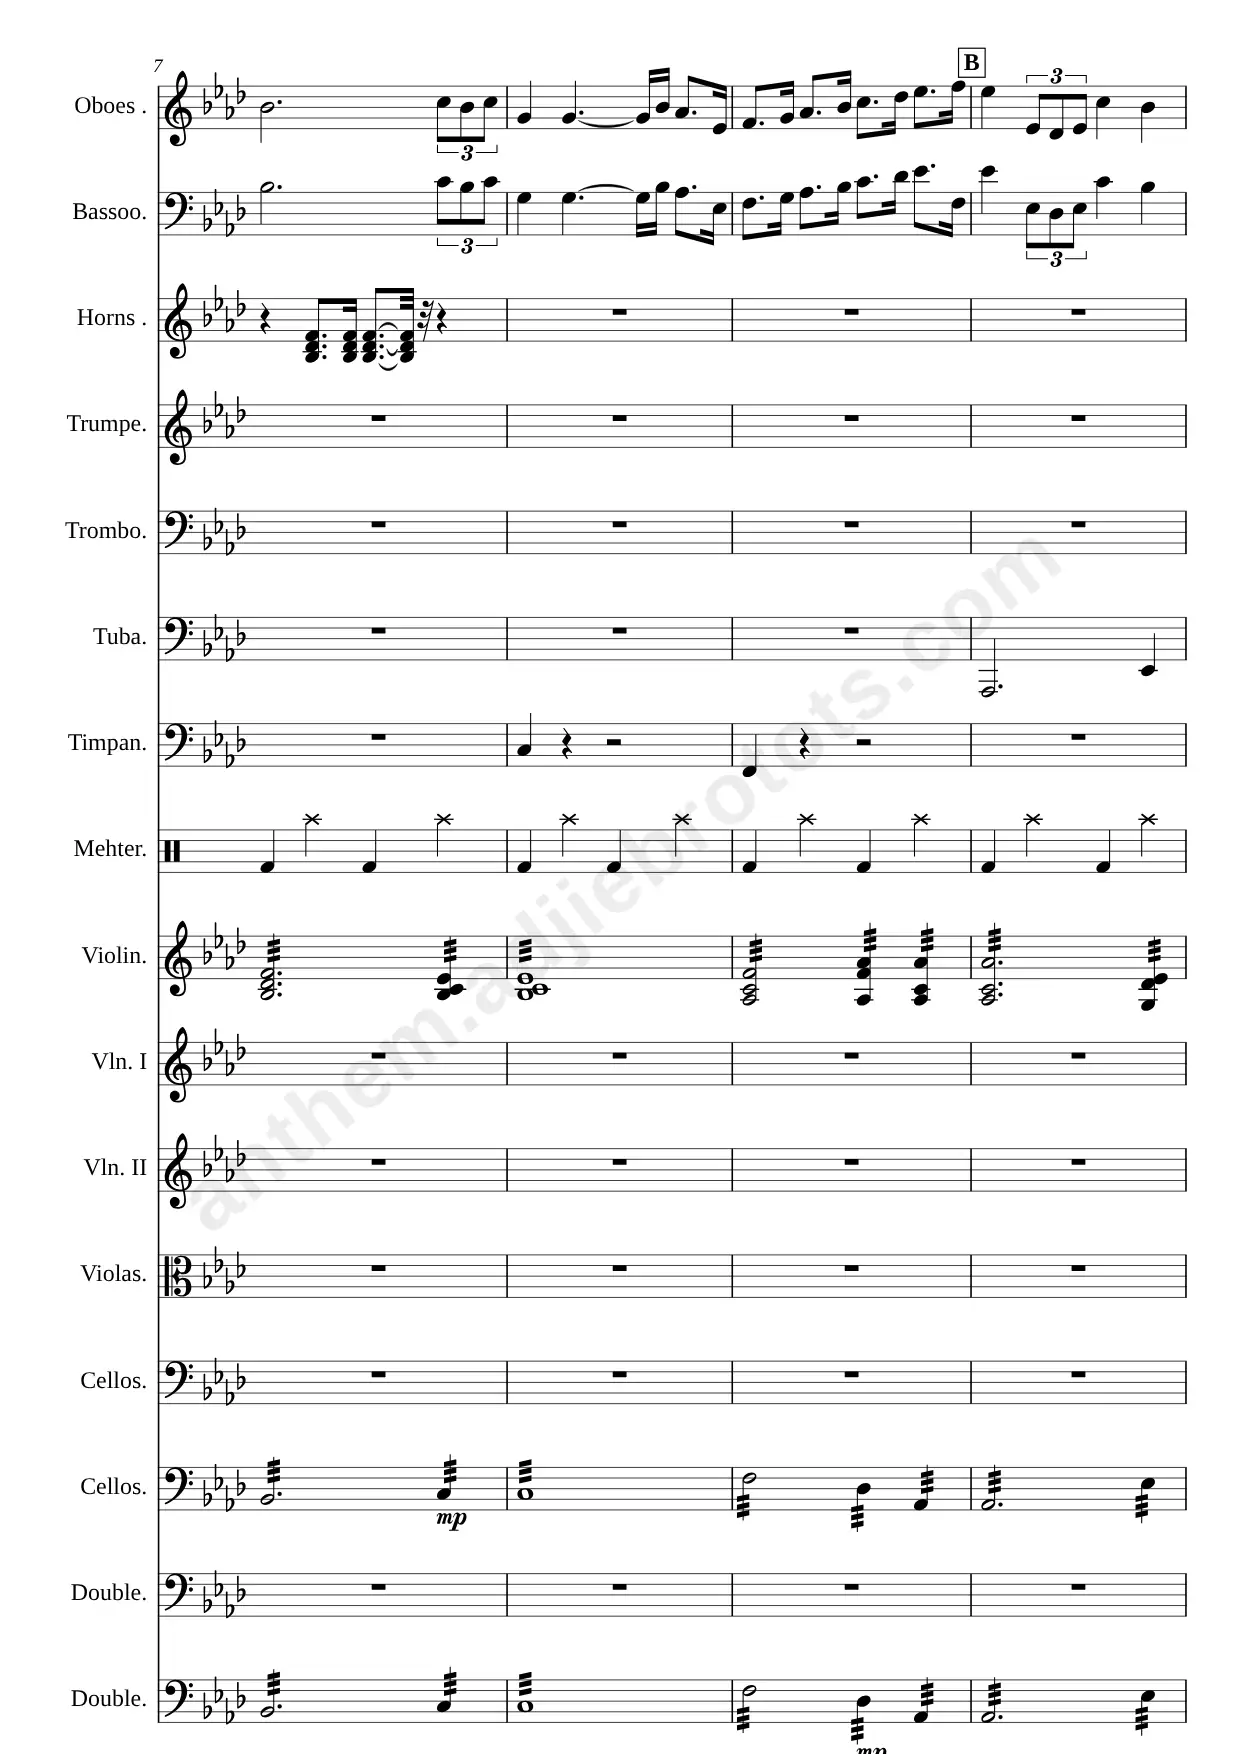 7
B
3
3
Oboes .
3
3
Bassoo.
Horns .
Trumpe.
Trombo.
Tuba.
Timpan.
Mehter.
Violin.
Vln. I
Vln. II
Violas.
Cellos.
Cellos.
mp
Double.
Double.
mp
anthem.adjiebrotots.com